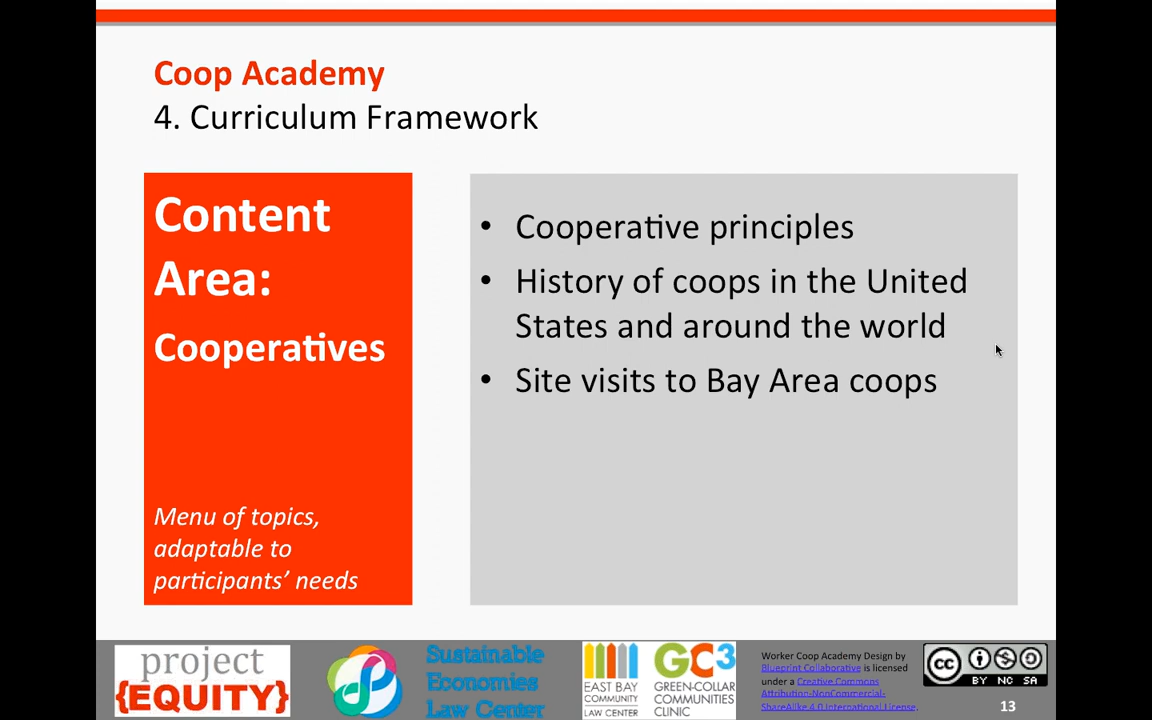 Coop Academy
4. Curriculum Framework
Content
Area:
Cooperatives
Menu of topics,
adaptable to
participants’ needs
• Cooperative principles
• History of coops in the United
States and around the world
• Site visits to Bay Area coops
project
{EQUITY}
Sustainable
Economies
Law Center
EAST BAY
COMMUNITY
LAW CENTER
GC3
GREEN-COLLAR
COMMUNITIES
CLINIC
Worker Coop Academy Design by
Blueprint Collaborative is licensed
under a Creative Commons
Attribution-NonCommercial-
ShareAlike 4.0 International License.
cc
BY NC SA
13